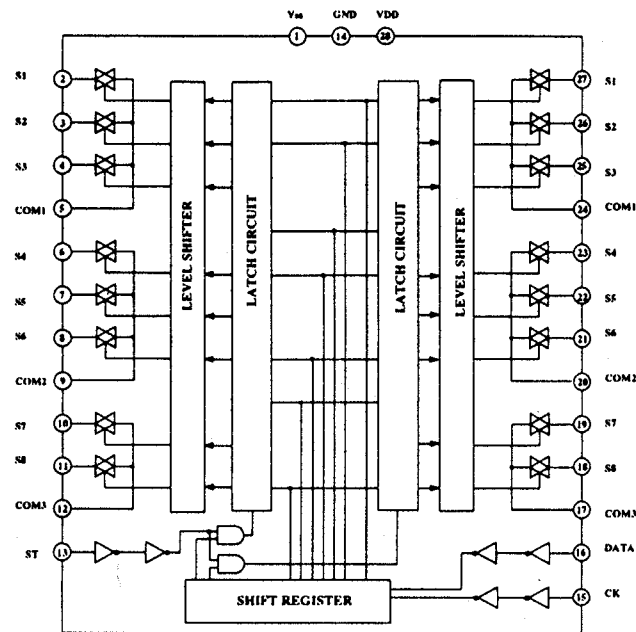 Vss GND VDD
1 14 28
S1 2 27 S1
S2 3 26 S2
S3 4 25 S3
COM1 5 24 COM1
S4 6 23 S4
S5 7 22 S5
S6 8 21 S6
COM2 9 20 COM2
S7 10 19 S7
S8 11 18 S8
COM3 12 17 COM3
LEVEL SHIFTER
LATCH CIRCUIT
LATCH CIRCUIT
LEVEL SHIFTER
ST 13 16 DATA
15 CK
SHIFT REGISTER